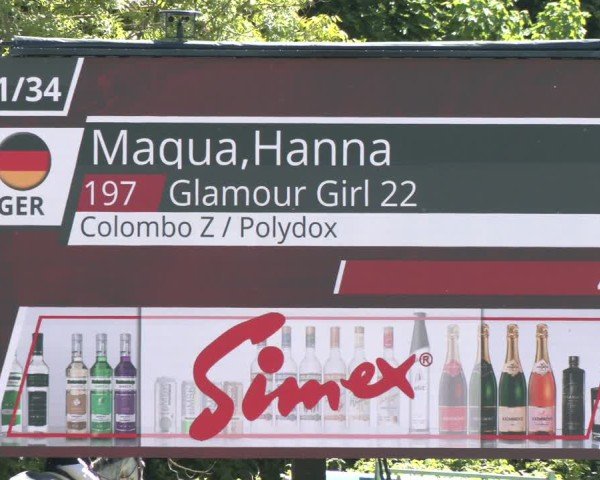 1/34
Maqua,Hanna
GER
197 Glamour Girl 22
Colombo Z / Polydox
Simex®